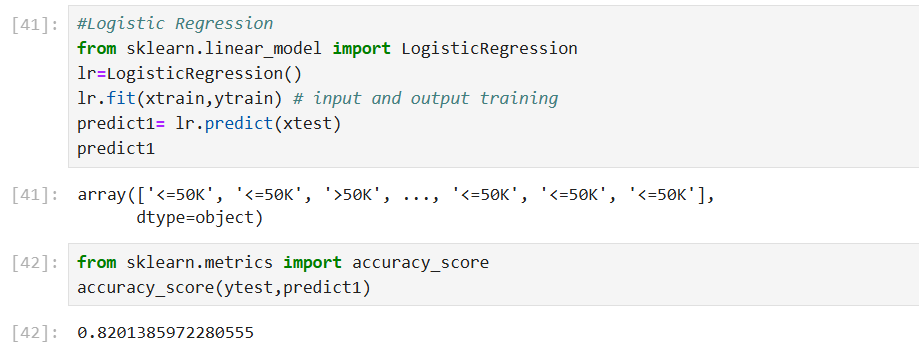 [41]: #Logistic Regression
from sklearn.linear_model import LogisticRegression
lr=LogisticRegression()
lr.fit(xtrain,ytrain) # input and output training
predict1= lr.predict(xtest)
predict1
[41]: array(['<=50K', '<=50K', '>50K', ..., '<=50K', '<=50K', '<=50K'],
dtype=object)
[42]: from sklearn.metrics import accuracy_score
accuracy_score(ytest,predict1)
[42]: 0.8201385972280555